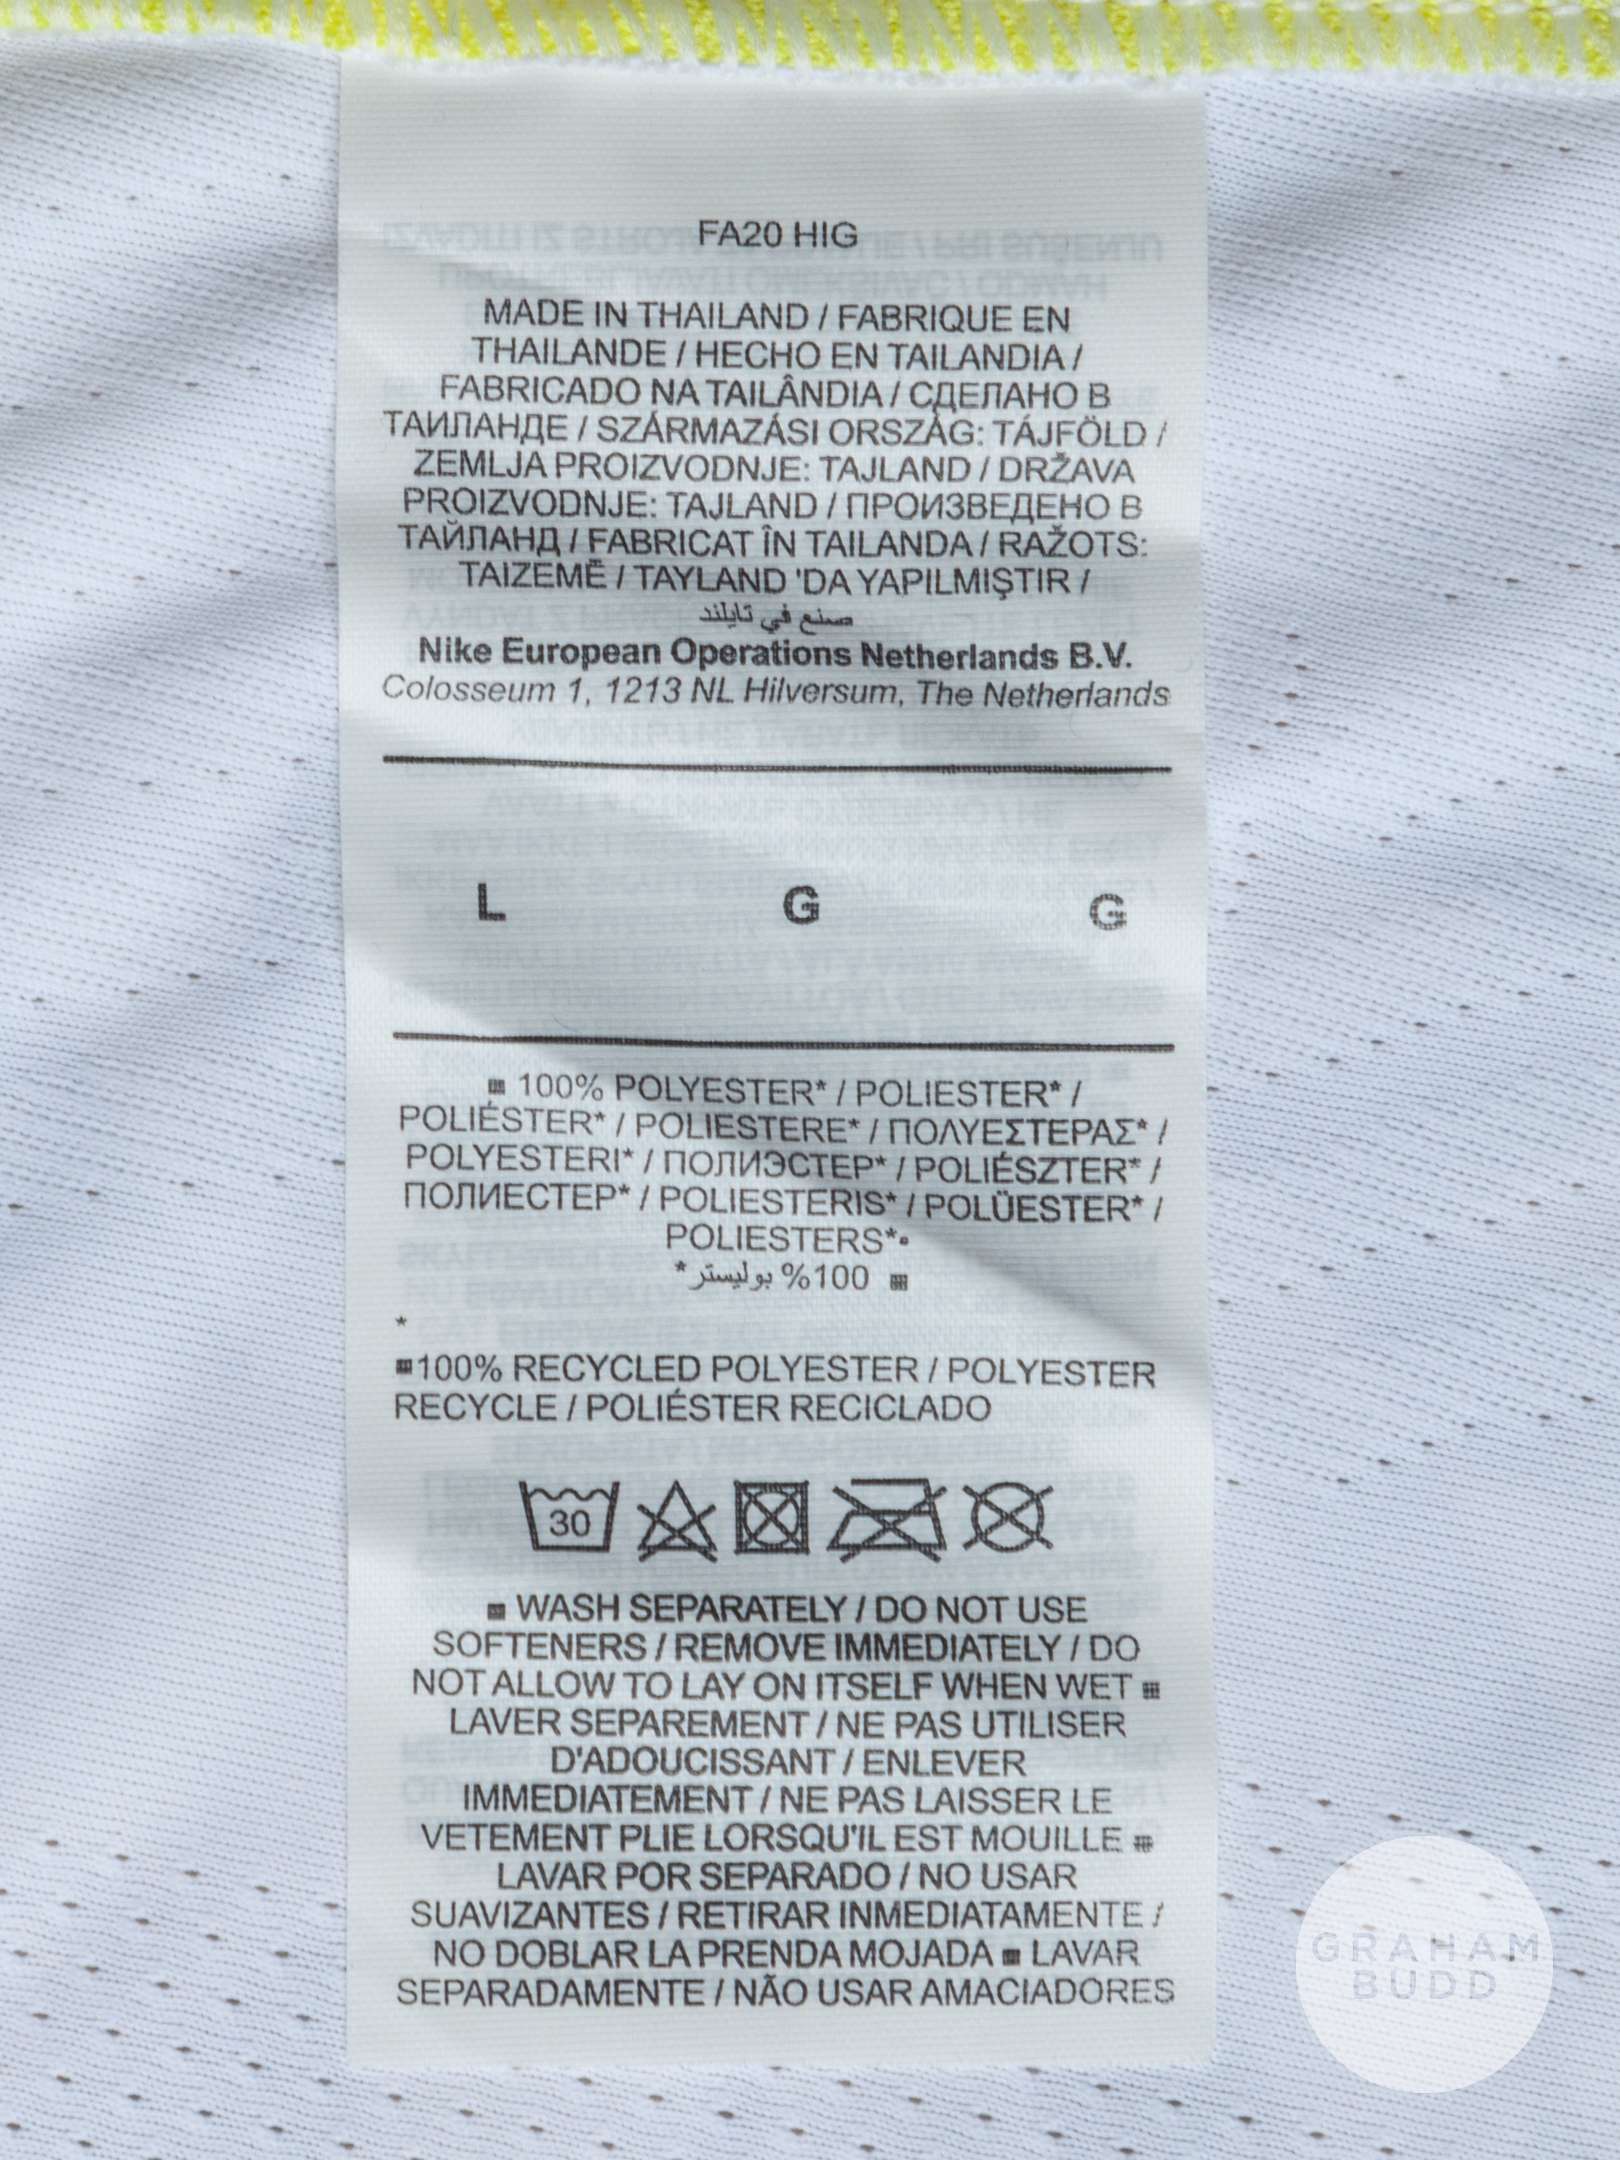 FA20 HIG
MADE IN THAILAND / FABRIQUE EN
THAILANDE / HECHO EN TAILANDIA /
FABRICADO NA TAILÂNDIA / СДЕЛАНО В
ТАИЛАНДЕ / SZÁRMAZÁSI ORSZÁG: TÁJFÖLD /
ZEMLJA PROIZVODNJE: TAJLAND / DRŽAVA
PROIZVODNJE: TAJLAND / ПРОИЗВЕДЕНО В
ТАЙЛАНД / FABRICAT ÎN TAILANDA / RAŽOTS:
TAIZEMĒ / TAYLAND 'DA YAPILMIŞTIR /
صنع في تايلند
Nike European Operations Netherlands B.V.
Colosseum 1, 1213 NL Hilversum, The Netherlands
L G G
100% POLYESTER* / POLIESTER* /
POLIÉSTER* / POLIESTERE* / ΠΟΛΥΕΣΤΕΡΑΣ* /
POLYESTERI* / ПОЛИЭСТЕР* / POLIÉSZTER* /
ПОЛИЕСТЕР* / POLIESTERIS* / POLÜESTER* /
POLIESTERS*
100% بوليستر*
*
100% RECYCLED POLYESTER / POLYESTER
RECYCLE / POLIÉSTER RECICLADO
30
WASH SEPARATELY / DO NOT USE
SOFTENERS / REMOVE IMMEDIATELY / DO
NOT ALLOW TO LAY ON ITSELF WHEN WET
LAVER SEPAREMENT / NE PAS UTILISER
D'ADOUCISSANT / ENLEVER
IMMEDIATEMENT / NE PAS LAISSER LE
VETEMENT PLIE LORSQU'IL EST MOUILLE
LAVAR POR SEPARADO / NO USAR
SUAVIZANTES / RETIRAR INMEDIATAMENTE /
NO DOBLAR LA PRENDA MOJADA LAVAR
SEPARADAMENTE / NÃO USAR AMACIADORES
GRAHAM
BUDD